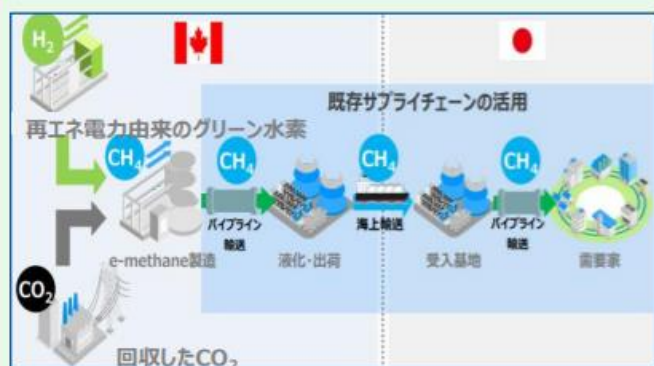 H₂
既存サプライチェーンの活用
再エネ電力由来のグリーン水素
CH₄
CH₄
CH₄
CH₄
パイプライン
輸送
海上輸送
パイプライン
輸送
e-methane製造
液化・出荷
受入基地
需要家
CO₂
回収したCO₂